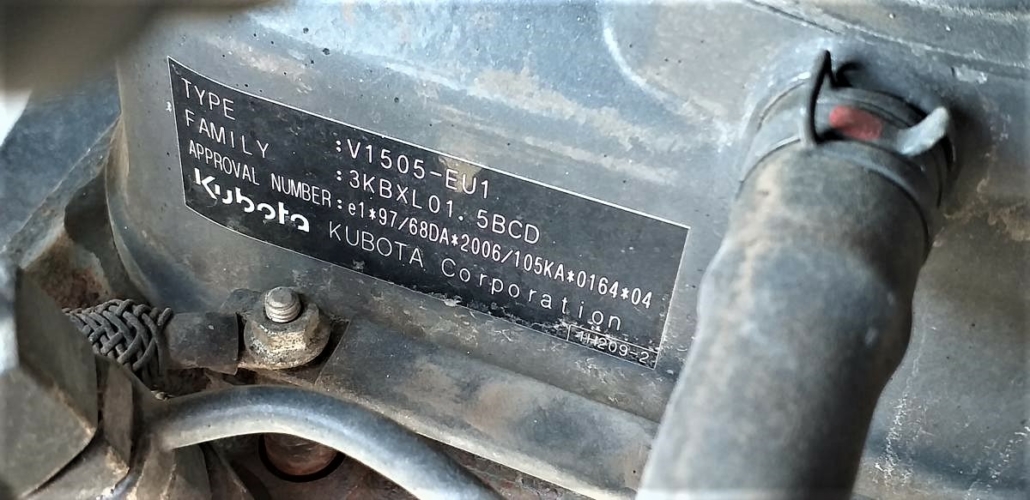 TYPE :V1505-EU1
FAMILY :3KBXL01.5BCD
APPROVAL NUMBER:e1*97/68DA*2006/105KA*0164*04
Kubota KUBOTA Corporation